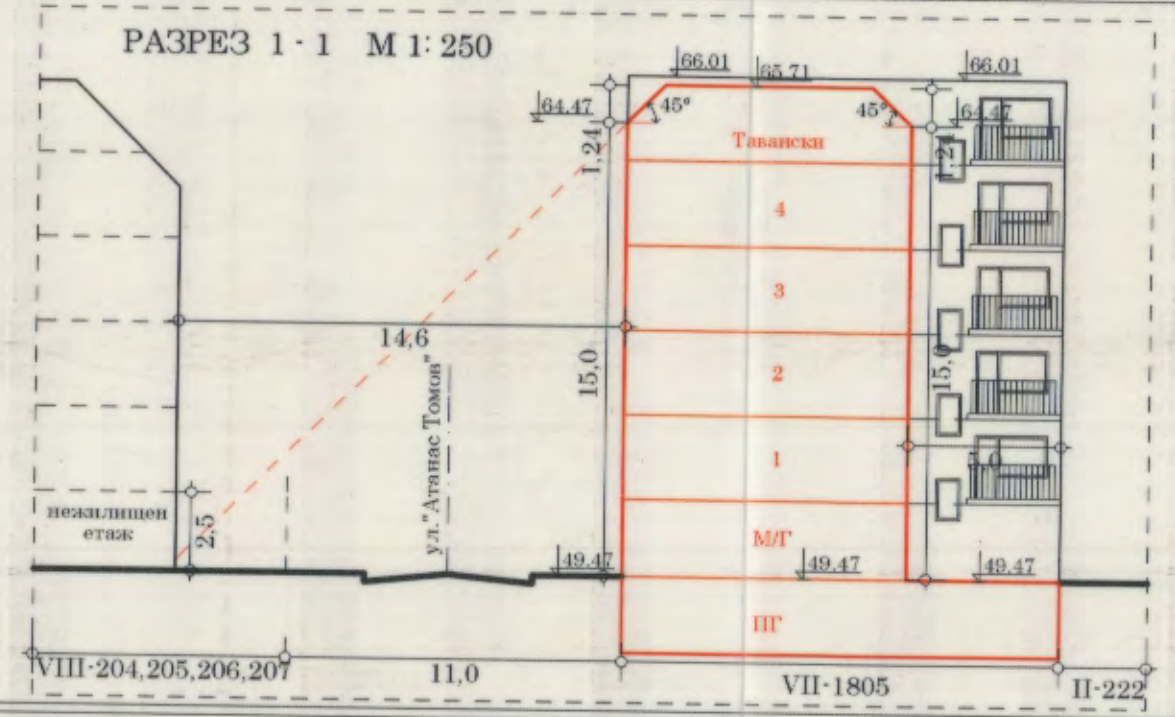 РАЗРЕЗ 1-1 М 1:250
66.01
65.71
66.01
64.47
45°
45°
64.47
1,24
1,24
Тавански
4
3
14,6
15,0
2
15,0
ул."Атанас Томов"
1
нежилищен
етаж
2,5
М/Г
49.47
49.47
49.47
ПГ
VIII-204,205,206,207
11,0
VII-1805
II-222